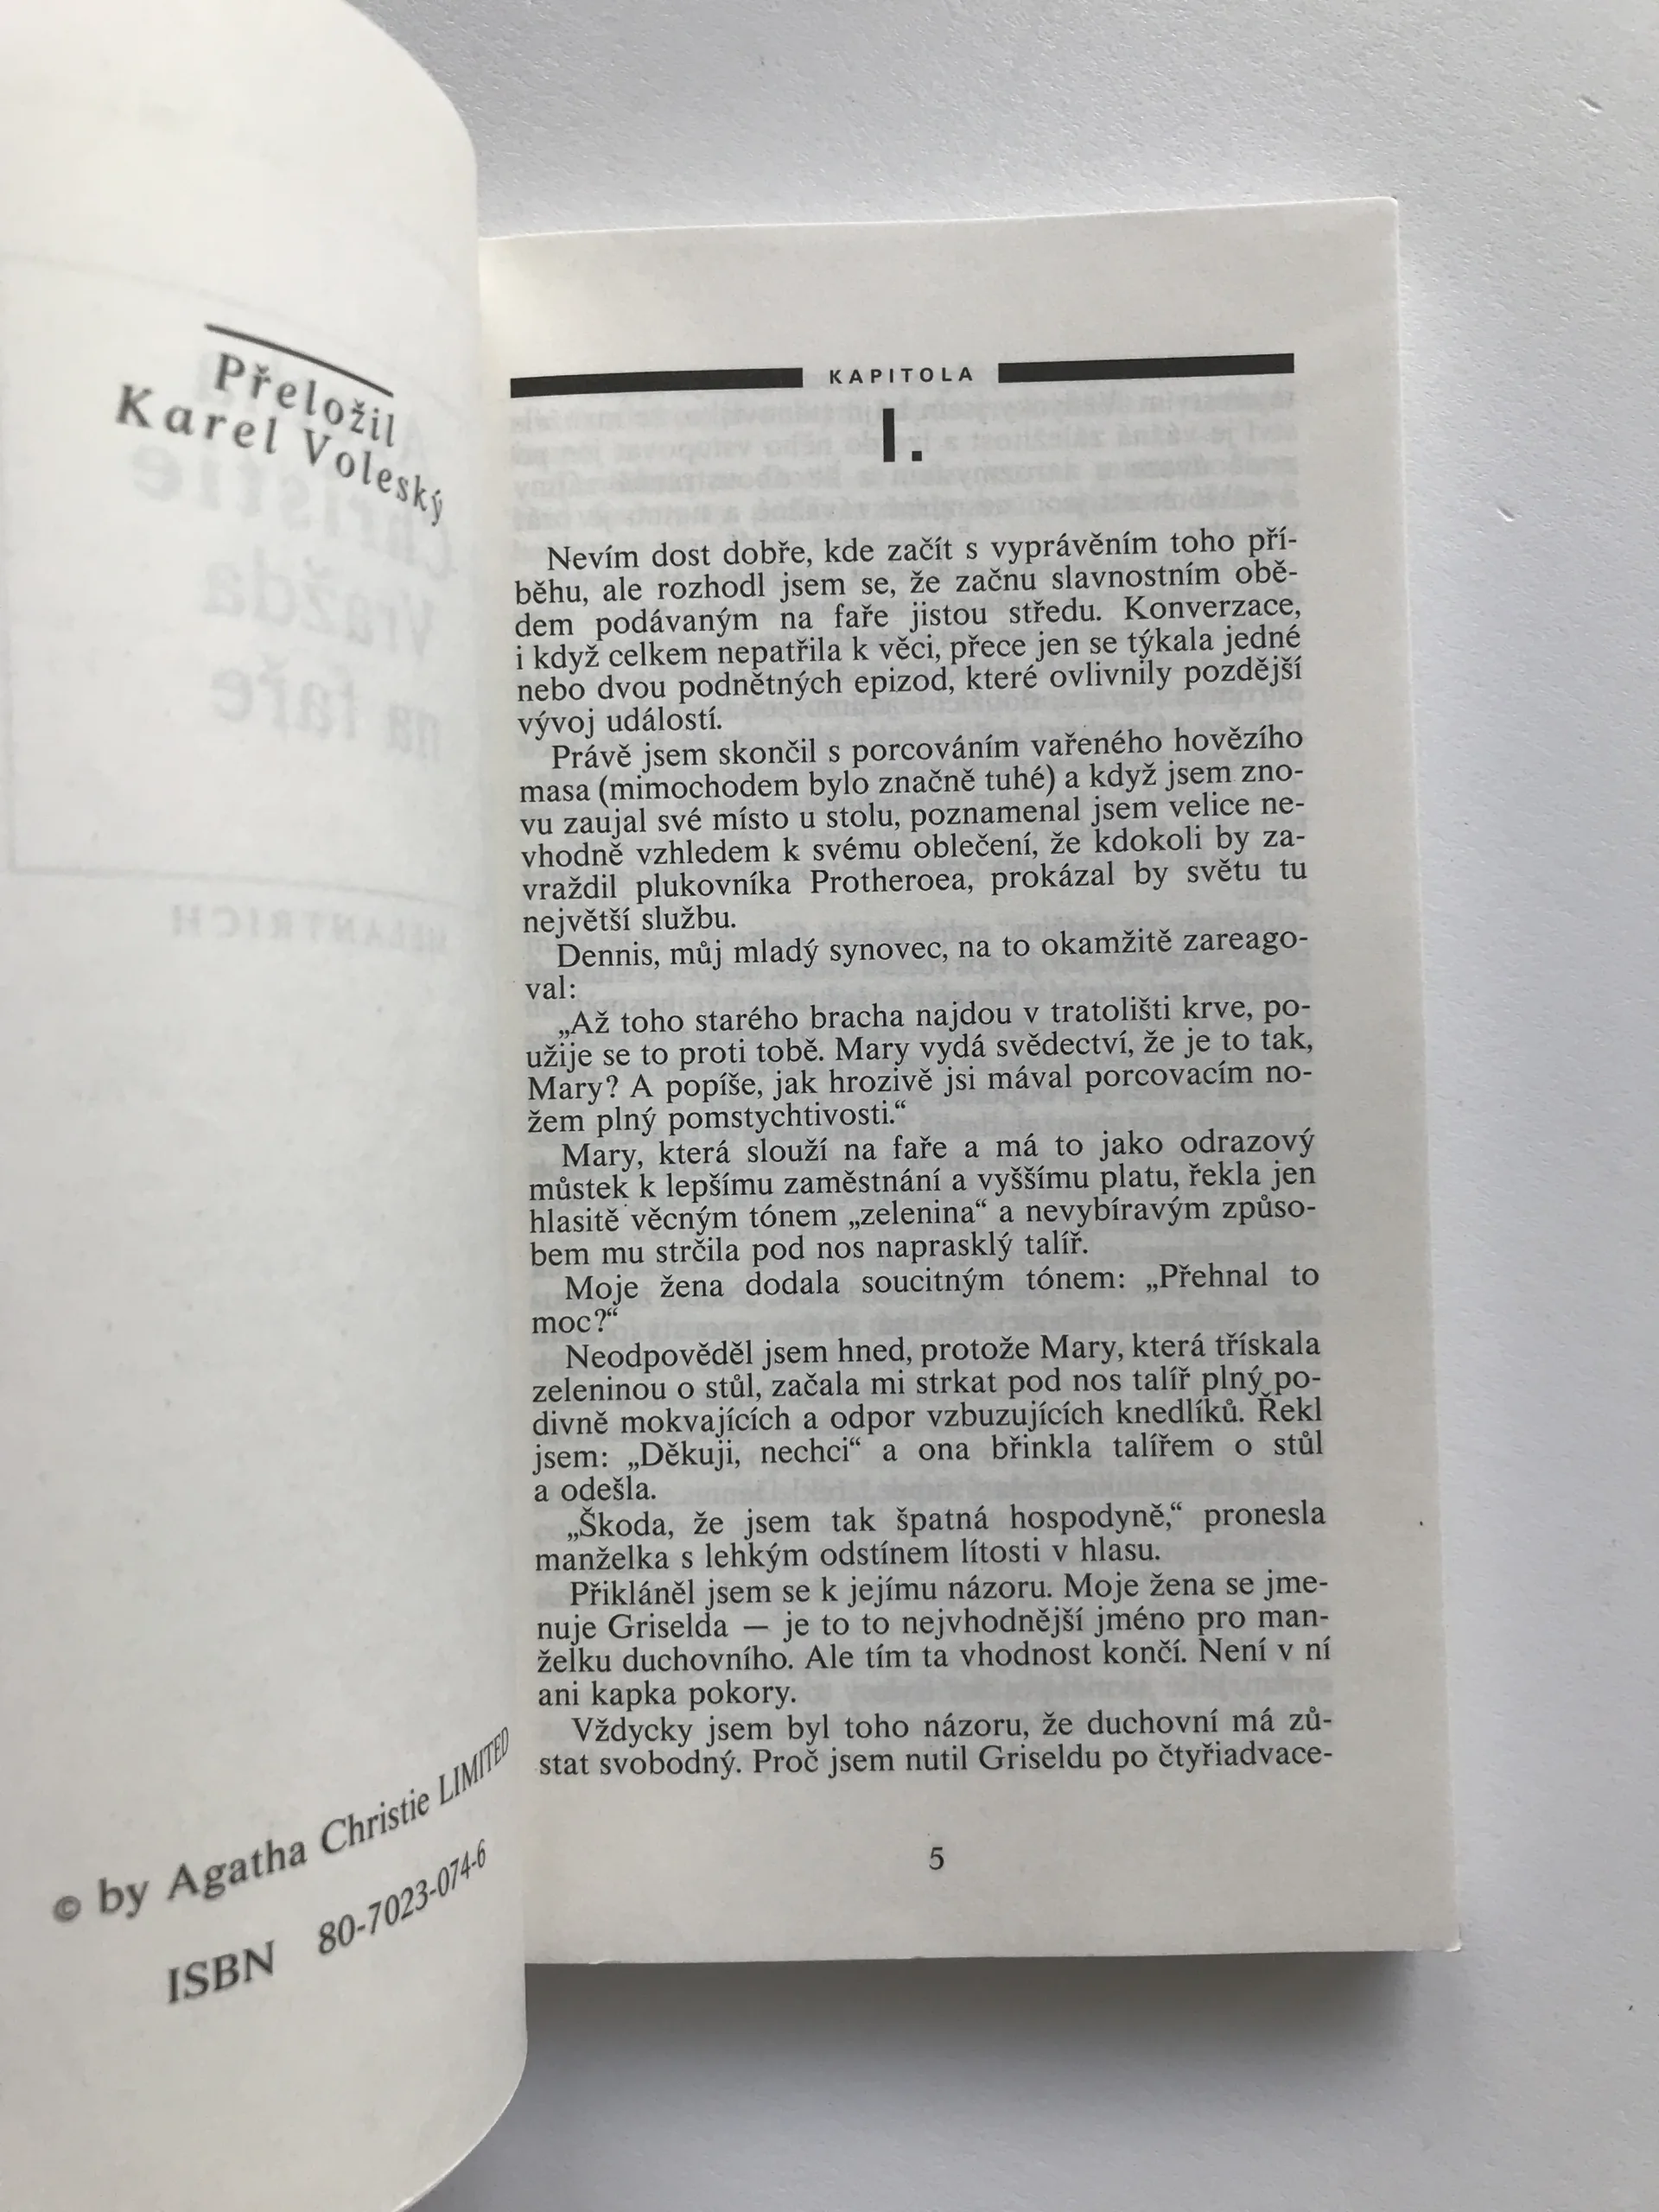 Přeložil
Karel Voleský
© by Agatha Christie LIMITED
ISBN 80-7023-074-6
KAPITOLA
I.
Nevím dost dobře, kde začít s vyprávěním toho pří-
běhu, ale rozhodl jsem se, že začnu slavnostním obě-
dem podávaným na faře jistou středu. Konverzace,
i když celkem nepatřila k věci, přece jen se týkala jedné
nebo dvou podnětných epizod, které ovlivnily pozdější
vývoj událostí.
Právě jsem skončil s porcováním vařeného hovězího
masa (mimochodem bylo značně tuhé) a když jsem zno-
vu zaujal své místo u stolu, poznamenal jsem velice ne-
vhodně vzhledem k svému oblečení, že kdokoli by za-
vraždil plukovníka Protheroea, prokázal by světu tu
největší službu.
Dennis, můj mladý synovec, na to okamžitě zareago-
val:
„Až toho starého bracha najdou v tratolišti krve, po-
užije se to proti tobě. Mary vydá svědectví, že je to tak,
Mary? A popíše, jak hrozivě jsi mával porcovacím no-
žem plný pomstychtivosti.“
Mary, která slouží na faře a má to jako odrazový
můstek k lepšímu zaměstnání a vyššímu platu, řekla jen
hlasitě věcným tónem „zelenina“ a nevybíravým způso-
bem mu strčila pod nos naprasklý talíř.
Moje žena dodala soucitným tónem: „Přehnal to
moc?“
Neodpověděl jsem hned, protože Mary, která třískala
zeleninou o stůl, začala mi strkat pod nos talíř plný po-
divně mokvajících a odpor vzbuzujících knedlíků. Řekl
jsem: „Děkuji, nechci“ a ona břinkla talířem o stůl
a odešla.
„Škoda, že jsem tak špatná hospodyně,“ pronesla
manželka s lehkým odstínem lítosti v hlasu.
Přikláněl jsem se k jejímu názoru. Moje žena se jme-
nuje Griselda — je to to nejvhodnější jméno pro man-
želku duchovního. Ale tím ta vhodnost končí. Není v ní
ani kapka pokory.
Vždycky jsem byl toho názoru, že duchovní má zů-
stat svobodný. Proč jsem nutil Griseldu po čtyřiadvace-
5